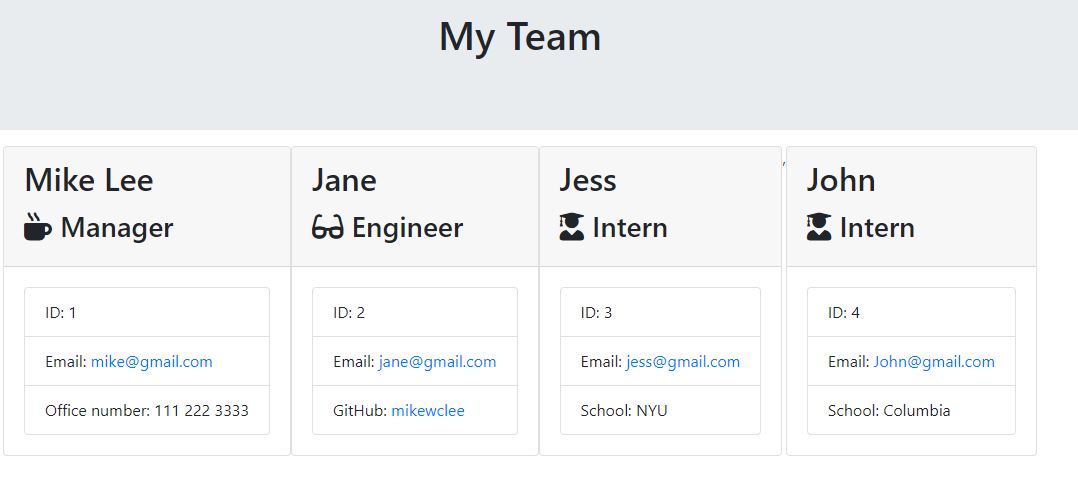 My Team
Mike Lee
Manager
ID: 1
Email: mike@gmail.com
Office number: 111 222 3333
Jane
Engineer
ID: 2
Email: jane@gmail.com
GitHub: mikewclee
Jess
Intern
ID: 3
Email: jess@gmail.com
School: NYU
,
John
Intern
ID: 4
Email: John@gmail.com
School: Columbia